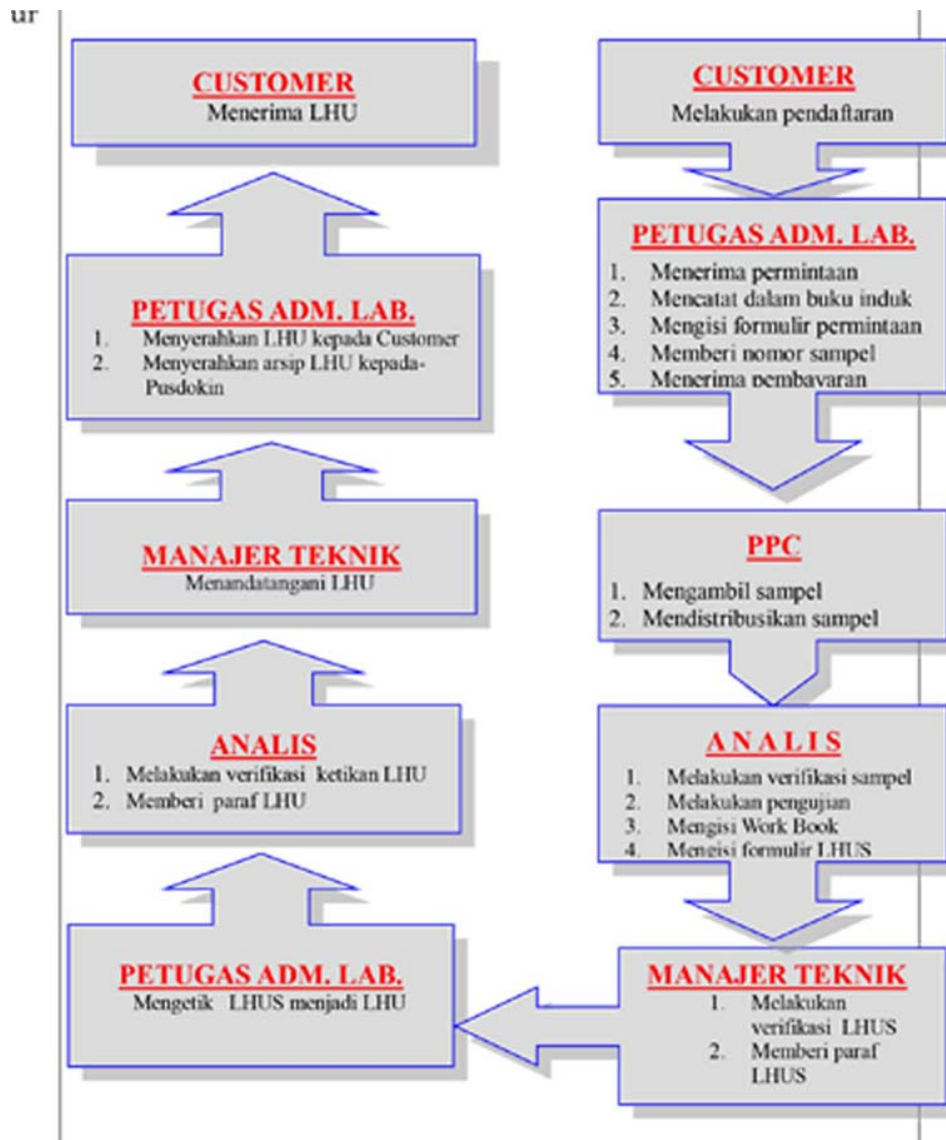 ur
CUSTOMER
Melakukan pendaftaran
PETUGAS ADM. LAB.
1. Menerima permintaan
2. Mencatat dalam buku induk
3. Mengisi formulir permintaan
4. Memberi nomor sampel
5. Menerima pembayaran
PPC
1. Mengambil sampel
2. Mendistribusikan sampel
A N A L I S
1. Melakukan verifikasi sampel
2. Melakukan pengujian
3. Mengisi Work Book
4. Mengisi formulir LHUS
MANAJER TEKNIK
1. Melakukan
verifikasi LHUS
2. Memberi paraf
LHUS
PETUGAS ADM. LAB.
Mengetik LHUS menjadi LHU
ANALIS
1. Melakukan verifikasi ketikan LHU
2. Memberi paraf LHU
MANAJER TEKNIK
Menandatangani LHU
PETUGAS ADM. LAB.
1. Menyerahkan LHU kepada Customer
2. Menyerahkan arsip LHU kepada-
Pusdokin
CUSTOMER
Menerima LHU